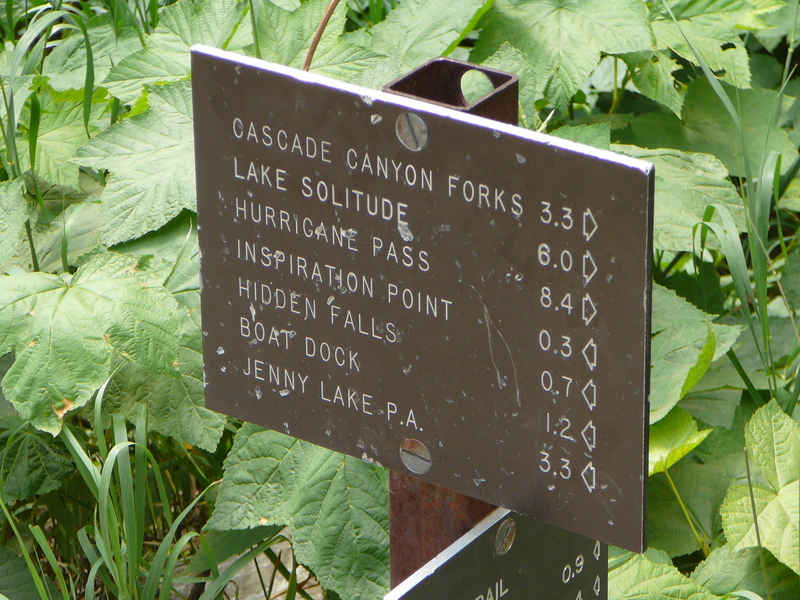 CASCADE CANYON FORKS 3.3
LAKE SOLITUDE 6.0
HURRICANE PASS 8.4
INSPIRATION POINT 0.3
HIDDEN FALLS 0.7
BOAT DOCK 1.2
JENNY LAKE P.A. 3.3
0.9